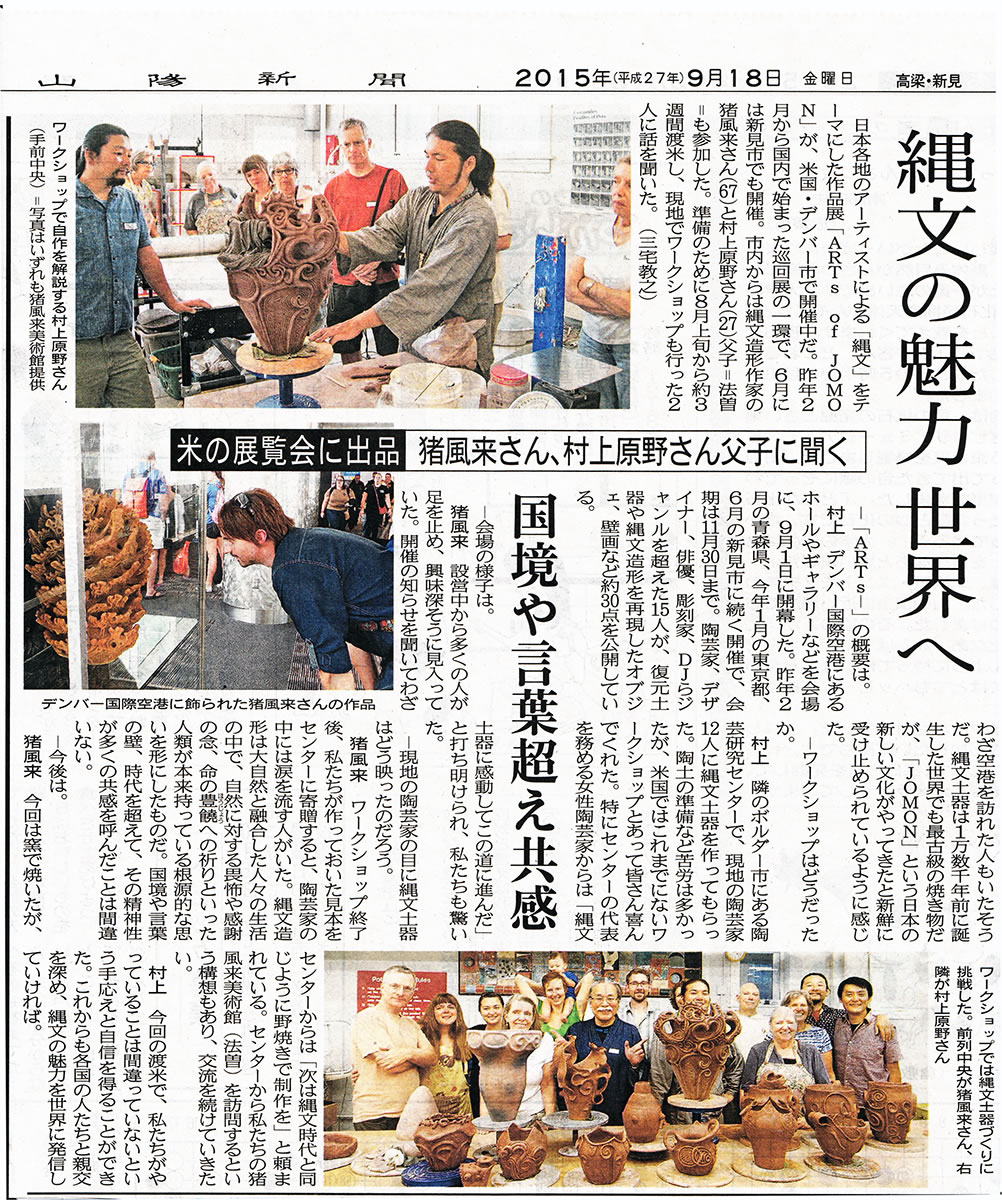 山陽新聞 2015年(平成27年)9月18日 金曜日 高梁・新見
縄文の魅力 世界へ
日本各地のアーティストによる「縄文」をテ
ーマにした作品展「ARTs of JOMO
N」が、米国・デンバー市で開催中だ。昨年2
月から国内で始まった巡回展の一環で、6月に
は新見市でも開催。市内からは縄文造形作家の
猪風来さん(67)と村上原野さん(27)父子=法曽
=も参加した。準備のために8月上旬から約3
週間渡米し、現地でワークショップも行った2
人に話を聞いた。(三宅教之)
ワークショップで自作を解説する村上原野さん
(手前中央)=写真はいずれも猪風来美術館提供
米の展覧会に出品 猪風来さん、村上原野さん父子に聞く
国境や言葉超え共感
―「ARTs―」の概要は。
村上 デンバー国際空港にある
ホールやギャラリーなどを会場
に、9月1日に開幕した。昨年2
月の青森県、今年1月の東京都、
6月の新見市に続く開催で、会
期は11月30日まで。陶芸家、デザ
イナー、俳優、彫刻家、DJらジ
ャンルを超えた15人が、復元土
器や縄文造形を再現したオブジ
ェ、壁画など約30点を公開してい
る。
―会場の様子は。
猪風来 設営中から多くの人が
足を止め、興味深そうに見入って
いた。開催の知らせを聞いてわざ
わざ空港を訪れた人もいたそう
だ。縄文土器は1万数千年前に誕
生した世界でも最古級の焼き物だ
が、「JOMON」という日本の
新しい文化がやってきたと新鮮に
受け止められているように感じ
た。
―ワークショップはどうだった
か。
村上 隣のボルダー市にある陶
芸研究センターで、現地の陶芸家
12人に縄文土器を作ってもらっ
た。陶土の準備など苦労は多かっ
たが、米国ではこれまでにないワ
ークショップとあって皆さん喜ん
でくれた。特にセンターの代表
を務める女性陶芸家からは「縄文
土器に感動してこの道に進んだ」
と打ち明けられ、私たちも驚い
た。
―現地の陶芸家の目に縄文土器
はどう映ったのだろう。
猪風来 ワークショップ終了
後、私たちが作っておいた見本を
センターに寄贈すると、陶芸家の
中には涙を流す人がいた。縄文造
形は大自然と融合した人々の生活
の中で、自然に対する畏怖や感謝
の念、命の豊饒への祈りといった
人類が本来持っている根源的な思
いを形にしたものだ。国境や言葉
の壁、時代を超えて、その精神性
が多くの共感を呼んだことは間違
いない。
―今後は。
猪風来 今回は窯で焼いたが、
センターからは「次は縄文時代と同
じように野焼きで制作を」と頼ま
れている。センターから私たちの猪
風来美術館(法曽)を訪問するとい
う構想もあり、交流を続けていきた
い。
村上 今回の渡米で、私たちがや
っていることは間違っていないとい
う手応えと自信を得ることができ
た。これからも各国の人たちと親交
を深め、縄文の魅力を世界に発信し
ていければ。
デンバー国際空港に飾られた猪風来さんの作品
ワークショップでは縄文土器づくりに
挑戦した。前列中央が猪風来さん、右
隣が村上原野さん